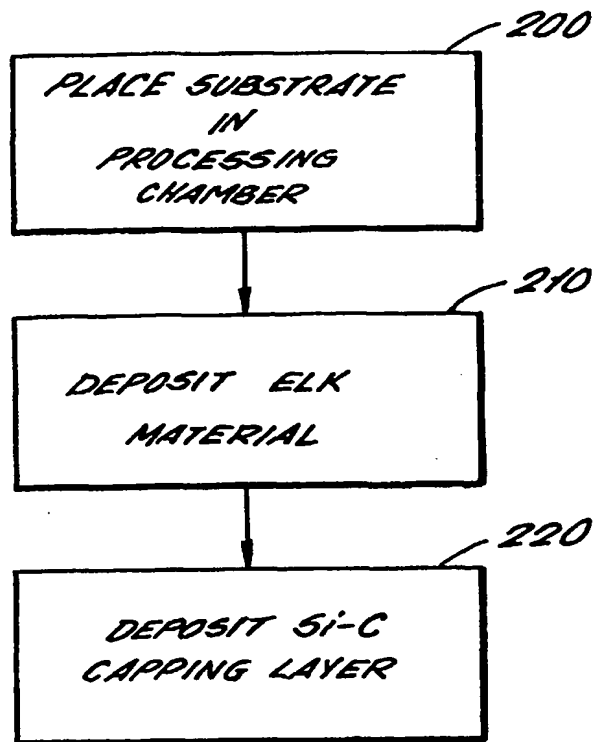 200
PLACE SUBSTRATE
IN
PROCESSING
CHAMBER
210
DEPOSIT ELK
MATERIAL
220
DEPOSIT Si-C
CAPPING LAYER